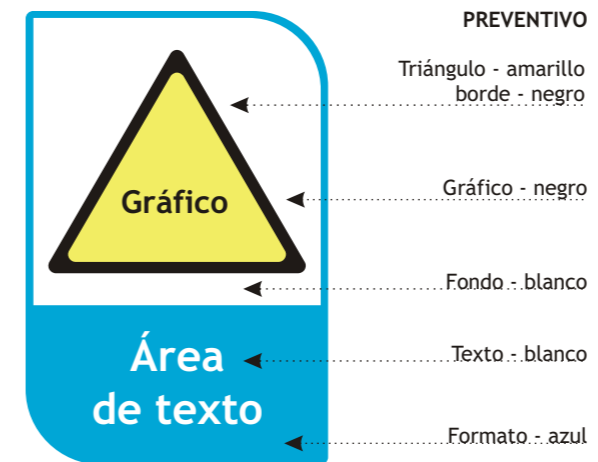 PREVENTIVO
Triángulo - amarillo
borde - negro
Gráfico
Gráfico - negro
Fondo - blanco
Área
de texto
Texto - blanco
Formato - azul